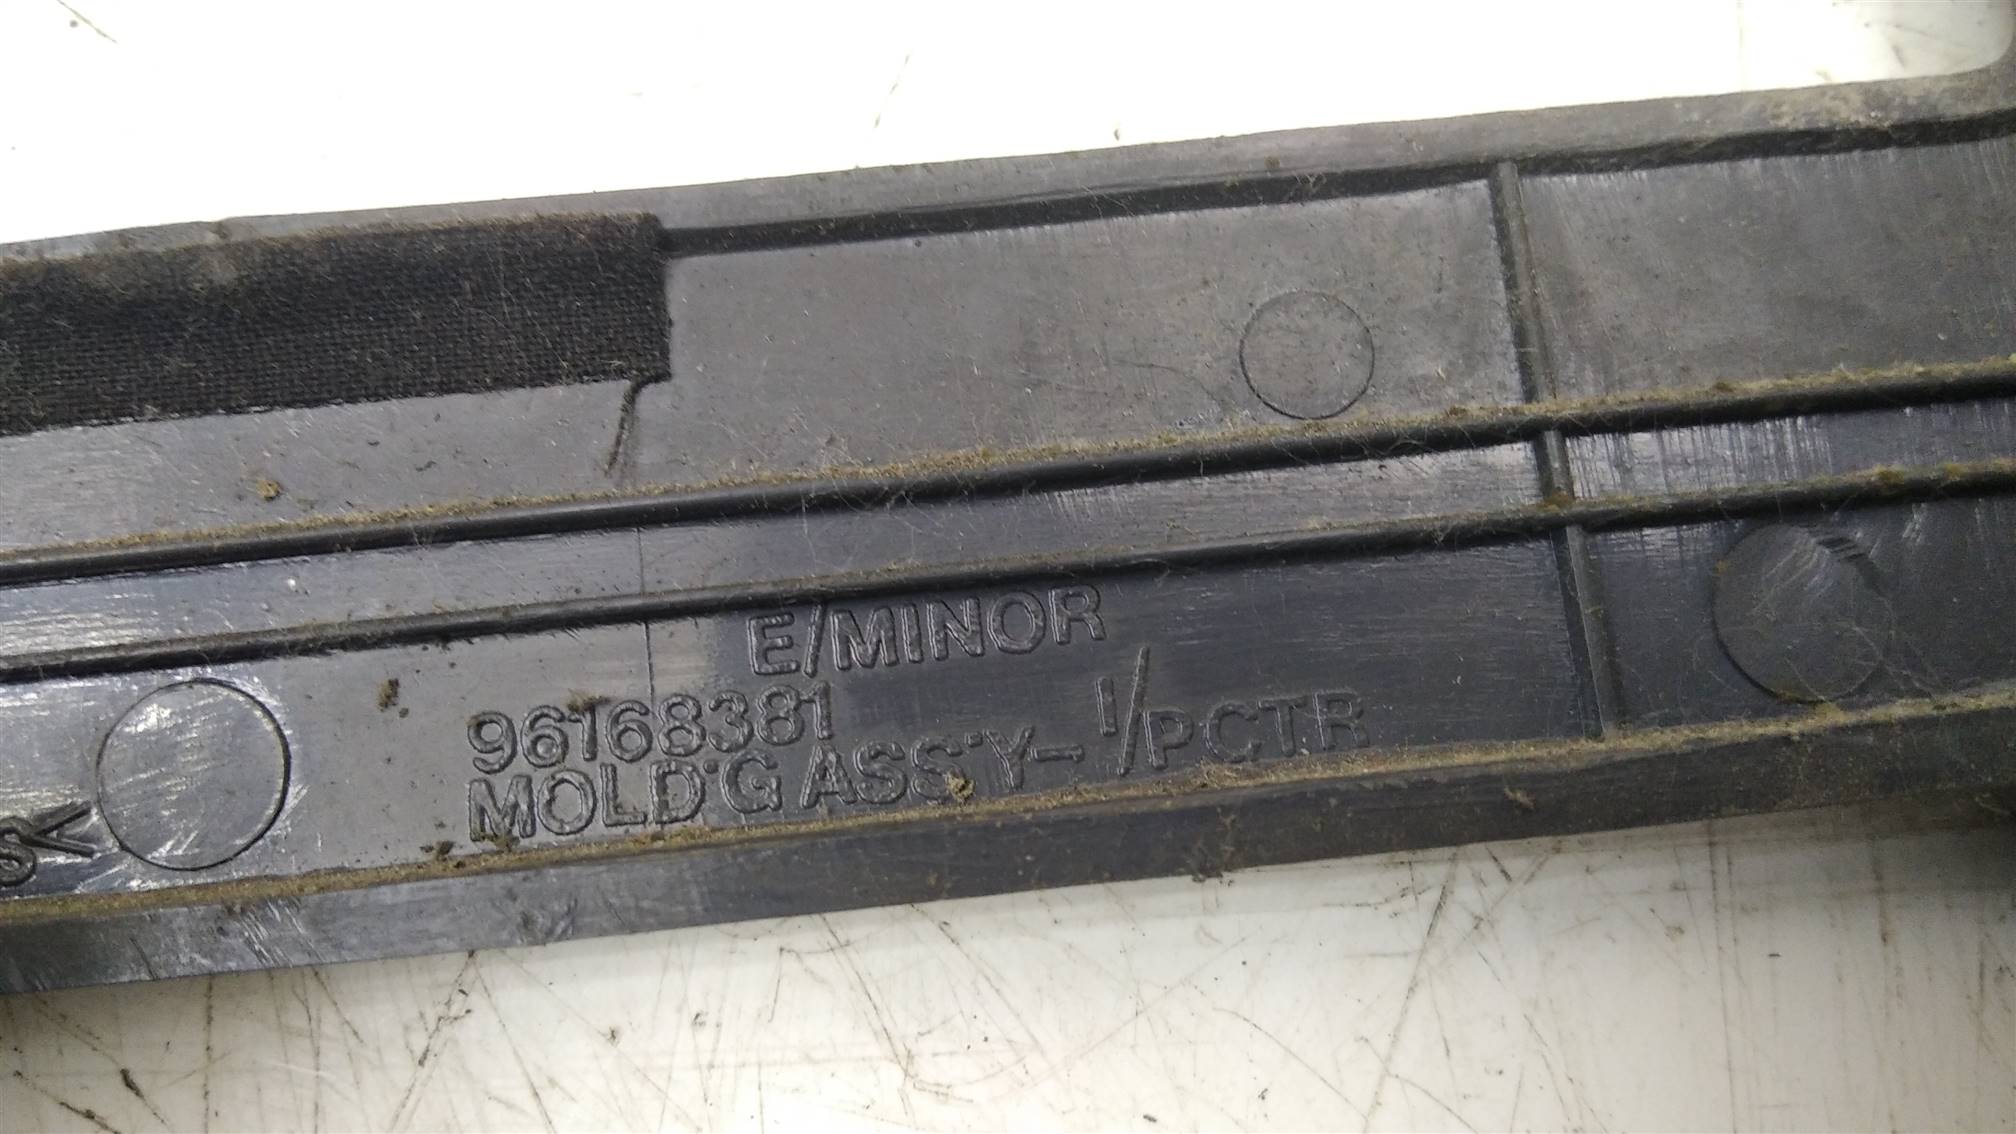 E/MINOR
96168381
MOLD'G ASS'Y- I/PCTR